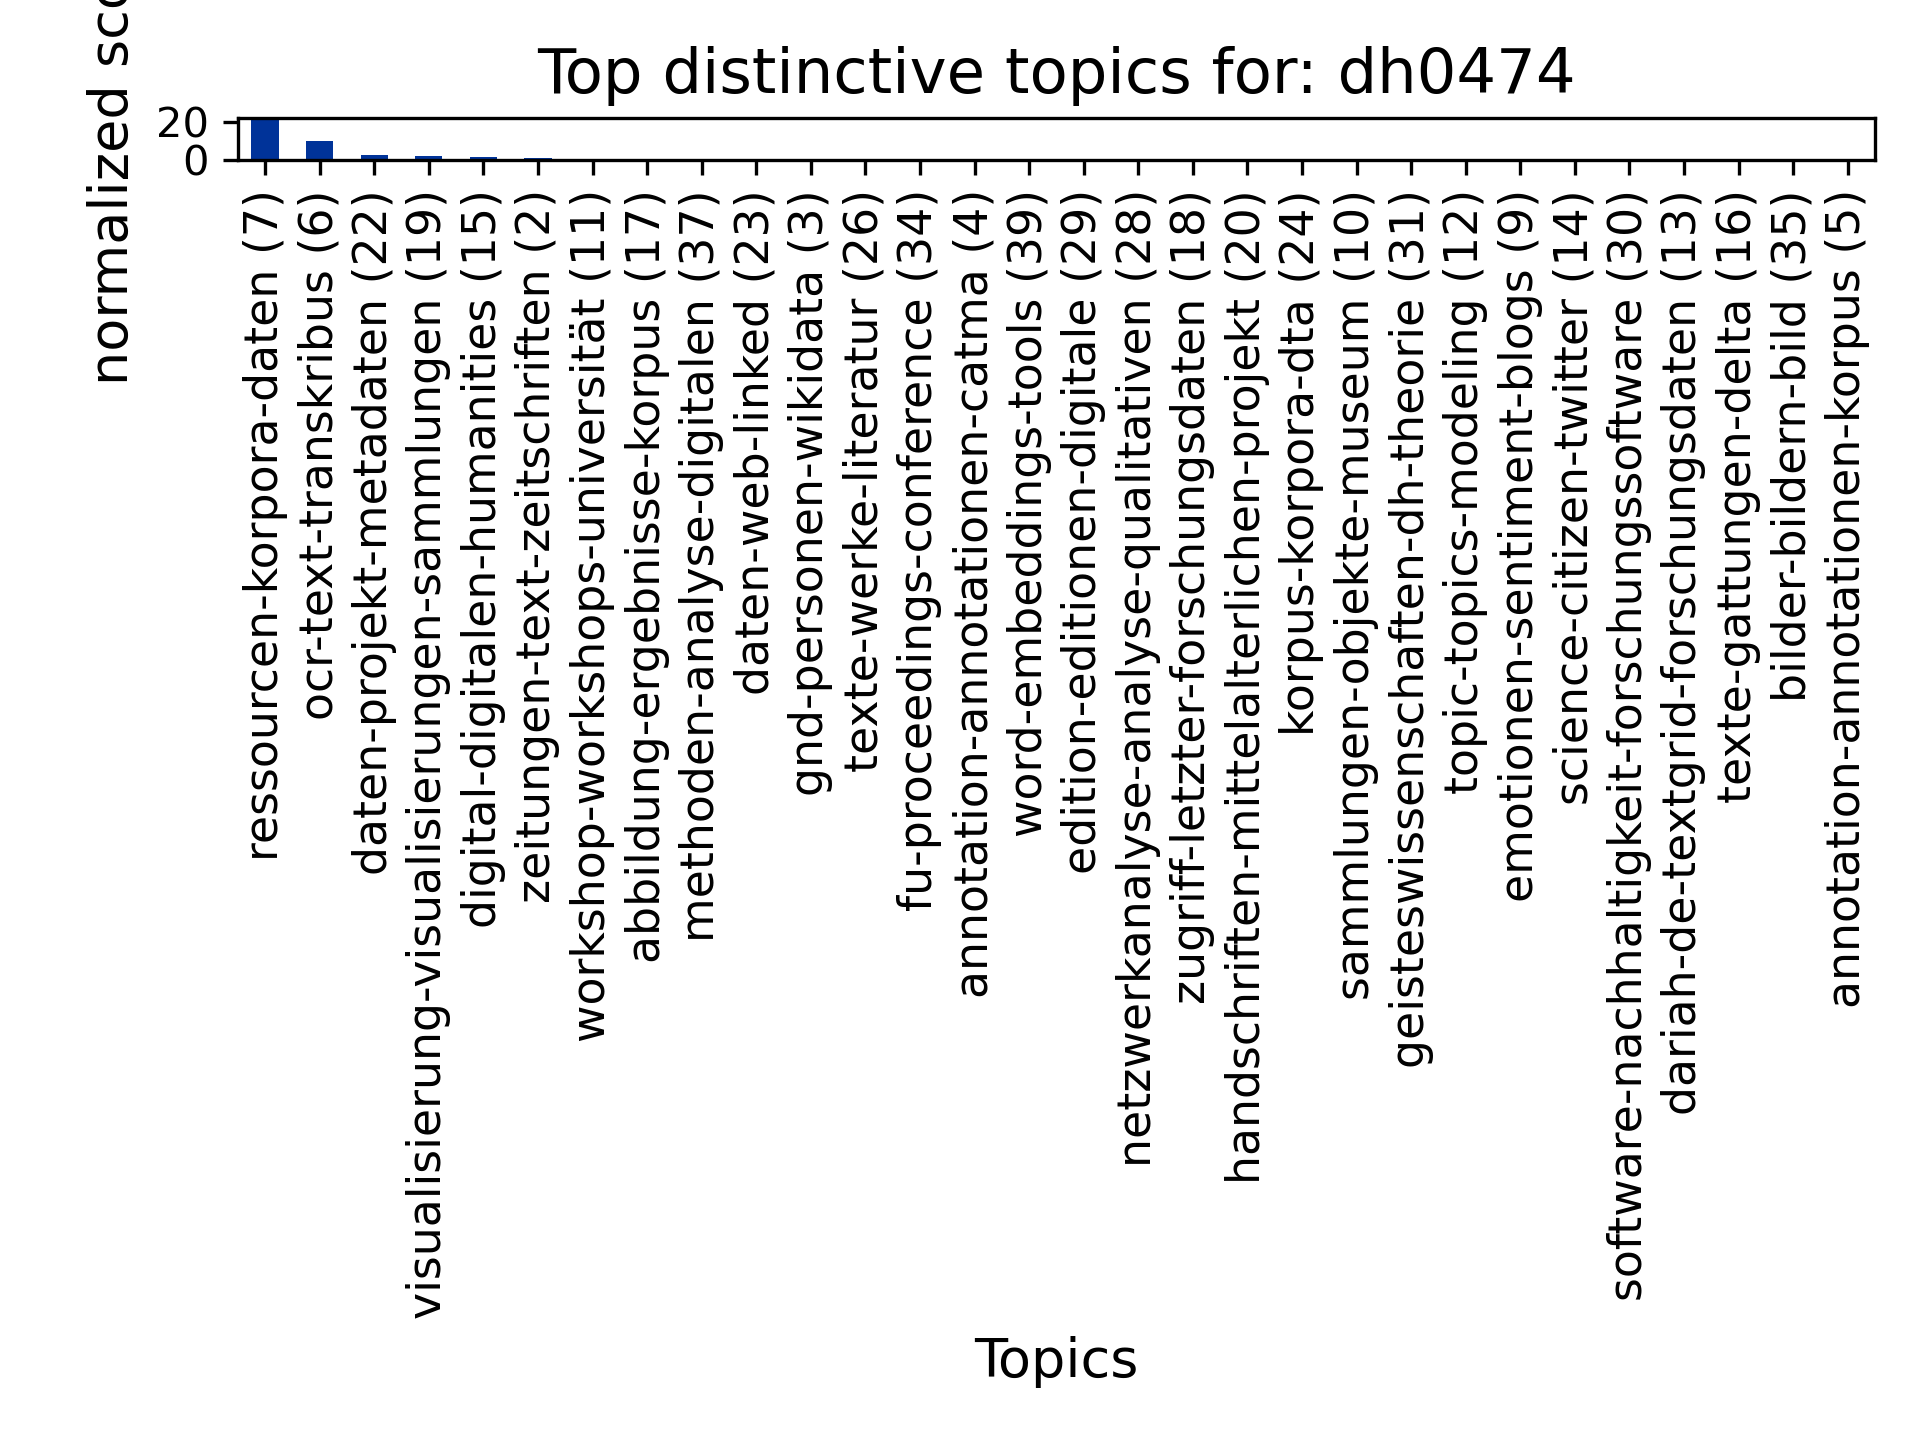 Top distinctive topics for: dh0474
normalized sco
20
0
ressourcen-korpora-daten (7)
ocr-text-transkribus (6)
daten-projekt-metadaten (22)
visualisierung-visualisierungen-sammlungen (19)
digital-digitalen-humanities (15)
zeitungen-text-zeitschriften (2)
workshop-workshops-universität (11)
abbildung-ergebnisse-korpus (17)
methoden-analyse-digitalen (37)
daten-web-linked (23)
gnd-personen-wikidata (3)
texte-werke-literatur (26)
fu-proceedings-conference (34)
annotation-annotationen-catma (4)
word-embeddings-tools (39)
edition-editionen-digitale (29)
netzwerkanalyse-analyse-qualitativen (28)
zugriff-letzter-forschungsdaten (18)
handschriften-mittelalterlichen-projekt (20)
korpus-korpora-dta (24)
sammlungen-objekte-museum (10)
geisteswissenschaften-dh-theorie (31)
topic-topics-modeling (12)
emotionen-sentiment-blogs (9)
science-citizen-twitter (14)
software-nachhaltigkeit-forschungssoftware (30)
dariah-de-textgrid-forschungsdaten (13)
texte-gattungen-delta (16)
bilder-bildern-bild (35)
annotation-annotationen-korpus (5)
Topics